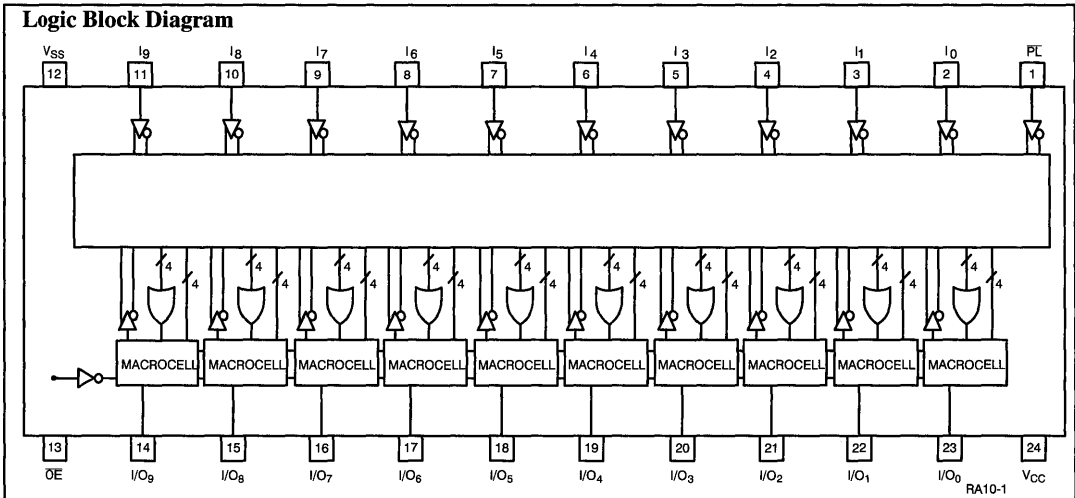 Logic Block Diagram
VSS I9 I8 I7 I6 I5 I4 I3 I2 I1 I0 PL
12 11 10 9 8 7 6 5 4 3 2 1
4 4 4 4 4 4 4 4 4 4
4 4 4 4 4 4 4 4 4 4
MACROCELL MACROCELL MACROCELL MACROCELL MACROCELL MACROCELL MACROCELL MACROCELL MACROCELL MACROCELL
13 14 15 16 17 18 19 20 21 22 23 24
OE I/O9 I/O8 I/O7 I/O6 I/O5 I/O4 I/O3 I/O2 I/O1 I/O0 VCC
RA10-1